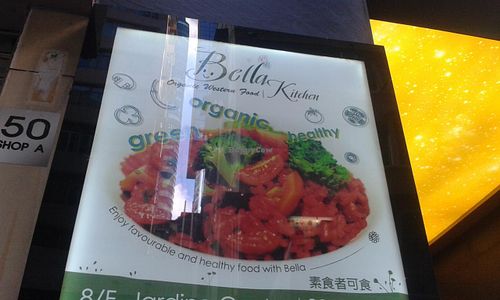 50
SHOP A
Bella
Kitchen
Organic Western Food
organic
green
healthy
HappyCow
Enjoy favourable and healthy food with Bella
素食者可食
8/F